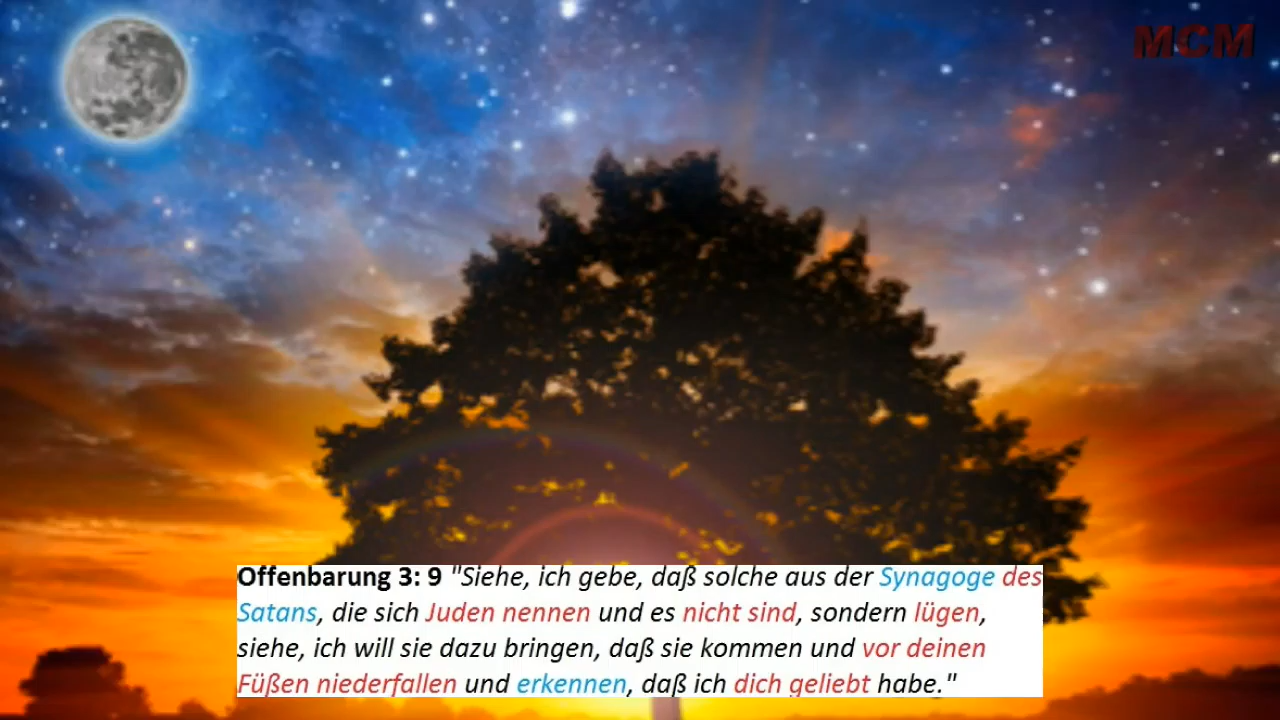 MCM
Offenbarung 3: 9 "Siehe, ich gebe, daß solche aus der Synagoge des
Satans, die sich Juden nennen und es nicht sind, sondern lügen,
siehe, ich will sie dazu bringen, daß sie kommen und vor deinen
Füßen niederfallen und erkennen, daß ich dich geliebt habe."